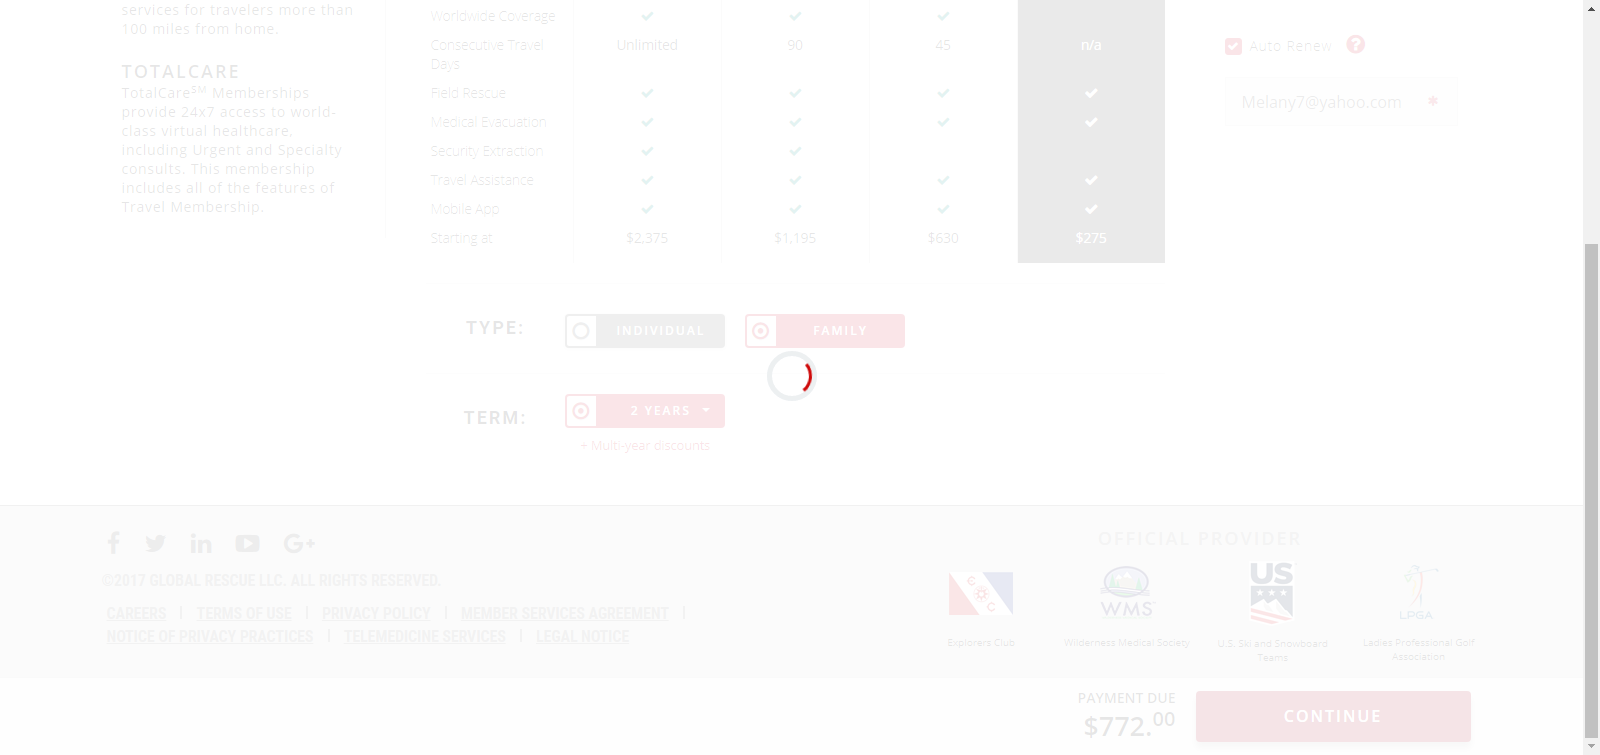 services for travelers more than
100 miles from home.
TOTALCARE
TotalCareSM Memberships
provide 24x7 access to world-
class virtual healthcare,
including Urgent and Specialty
consults. This membership
includes all of the features of
Travel Membership.
Worldwide Coverage
Consecutive Travel
Days
Unlimited
90
45
n/a
Field Rescue
Medical Evacuation
Security Extraction
Travel Assistance
Mobile App
Starting at
$2,375
$1,195
$630
$275
Auto Renew
Melany7@yahoo.com *
TYPE:
INDIVIDUAL
FAMILY
TERM:
2 YEARS
- Multi-year discounts
©2017 GLOBAL RESCUE LLC. ALL RIGHTS RESERVED.
CAREERS | TERMS OF USE | PRIVACY POLICY | MEMBER SERVICES AGREEMENT |
NOTICE OF PRIVACY PRACTICES | TELEMEDICINE SERVICES | LEGAL NOTICE
OFFICIAL PROVIDER
WMS
US
LPGA
Explorers Club
Wilderness Medical Society
U.S. Ski and Snowboard
Teams
Ladies Professional Golf
Association
PAYMENT DUE
$772.00
CONTINUE